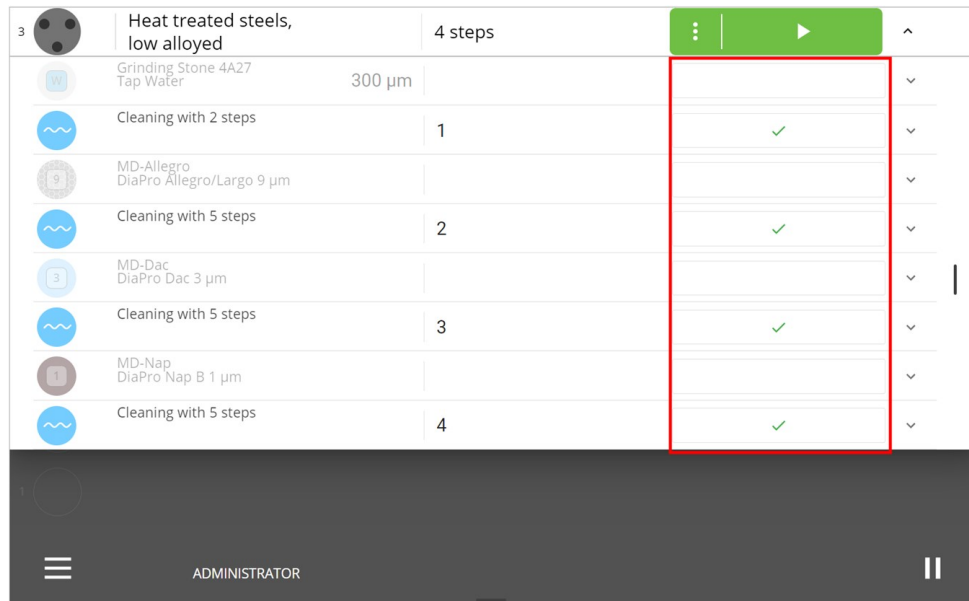 3
Heat treated steels,
low alloyed
4 steps
W
Grinding Stone 4A27
Tap Water
300 µm
Cleaning with 2 steps
1
9
MD-Allegro
DiaPro Allegro/Largo 9 µm
Cleaning with 5 steps
2
3
MD-Dac
DiaPro Dac 3 µm
Cleaning with 5 steps
3
1
MD-Nap
DiaPro Nap B 1 µm
Cleaning with 5 steps
4
1
ADMINISTRATOR